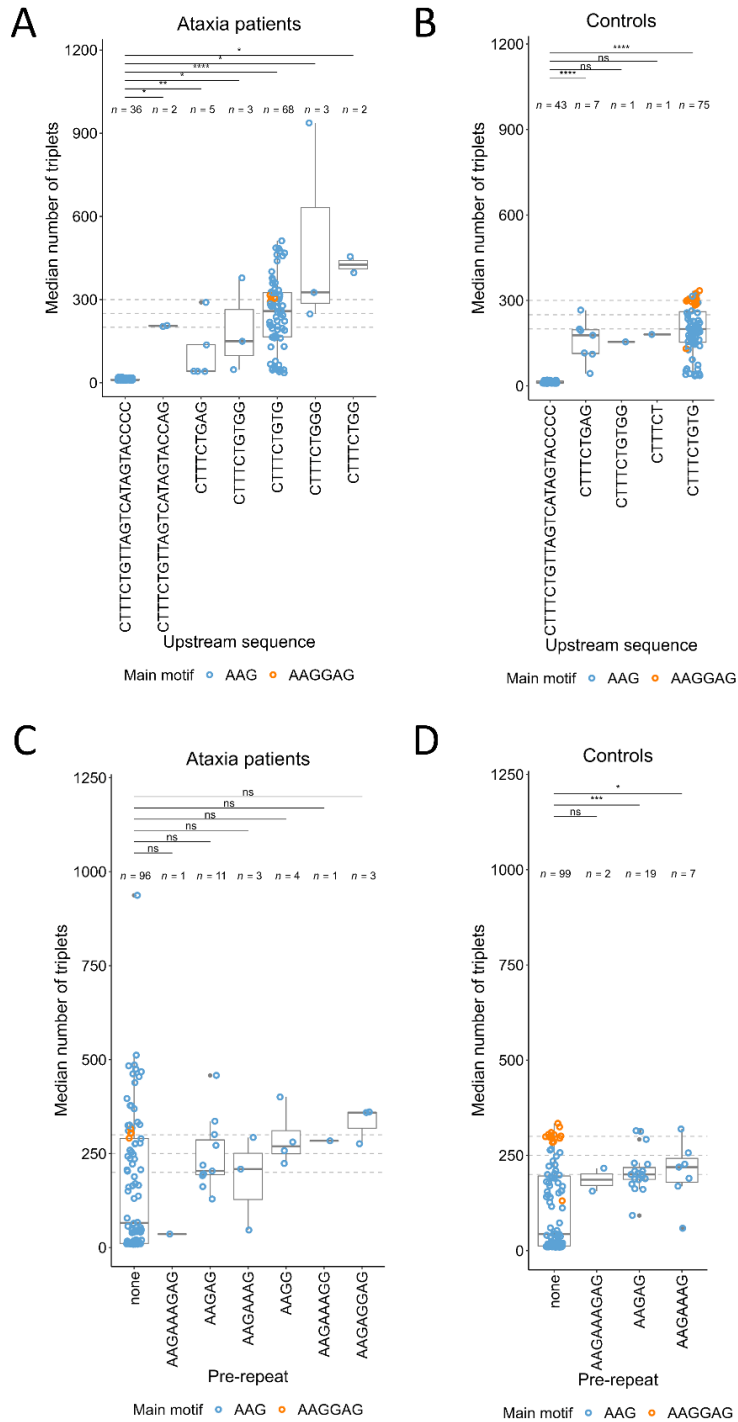 A
Ataxia patients
1200
900
600
300
0
Median number of triplets
*
*
****
*
**
*
n = 36 n = 2 n = 5 n = 3 n = 68 n = 3 n = 2
CTTTCTGTTAGTCATAGTACCCC
CTTTCTGTTAGTCATAGTACCAG
CTTTCTGAG
CTTTCTGTGG
CTTTCTGTG
CTTTCTGGG
CTTTCTGG
Upstream sequence
Main motif AAG AAGGAG
B
Controls
1200
900
600
300
0
Median number of triplets
****
ns
ns
****
n = 43 n = 7 n = 1 n = 1 n = 75
CTTTCTGTTAGTCATAGTACCCC
CTTTCTGAG
CTTTCTGTGG
CTTTCT
CTTTCTGTG
Upstream sequence
Main motif AAG AAGGAG
C
Ataxia patients
1250
1000
750
500
250
0
Median number of triplets
ns
ns
ns
ns
ns
ns
n = 96 n = 1 n = 11 n = 3 n = 4 n = 1 n = 3
none
AAGAAAGAG
AAGAG
AAGAAAG
AAGG
AAGAAAGG
AAGAGGAG
Pre-repeat
Main motif AAG AAGGAG
D
Controls
1250
1000
750
500
250
0
Median number of triplets
*
***
ns
n = 99 n = 2 n = 19 n = 7
none
AAGAAAGAG
AAGAG
AAGAAAG
Pre-repeat
Main motif AAG AAGGAG